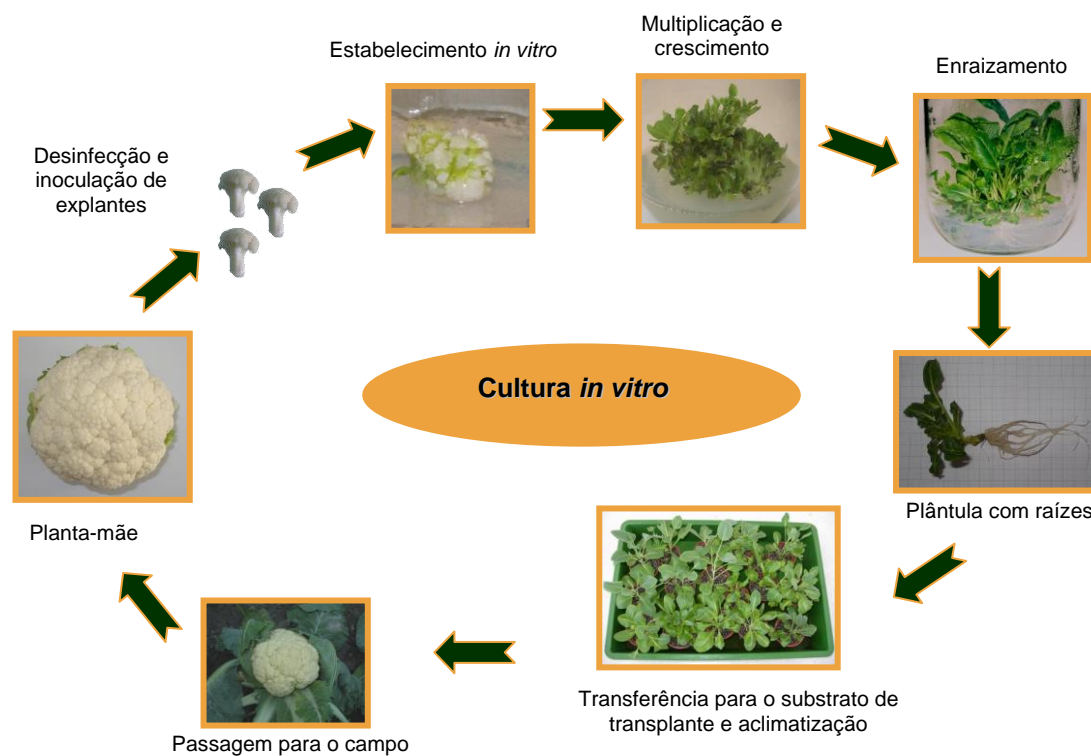 Estabelecimento in vitro
Multiplicação e
crescimento
Enraizamento
Desinfecção e
inoculação de
explantes
Cultura in vitro
Plântula com raízes
Planta-mãe
Transferência para o substrato de
transplante e aclimatização
Passagem para o campo